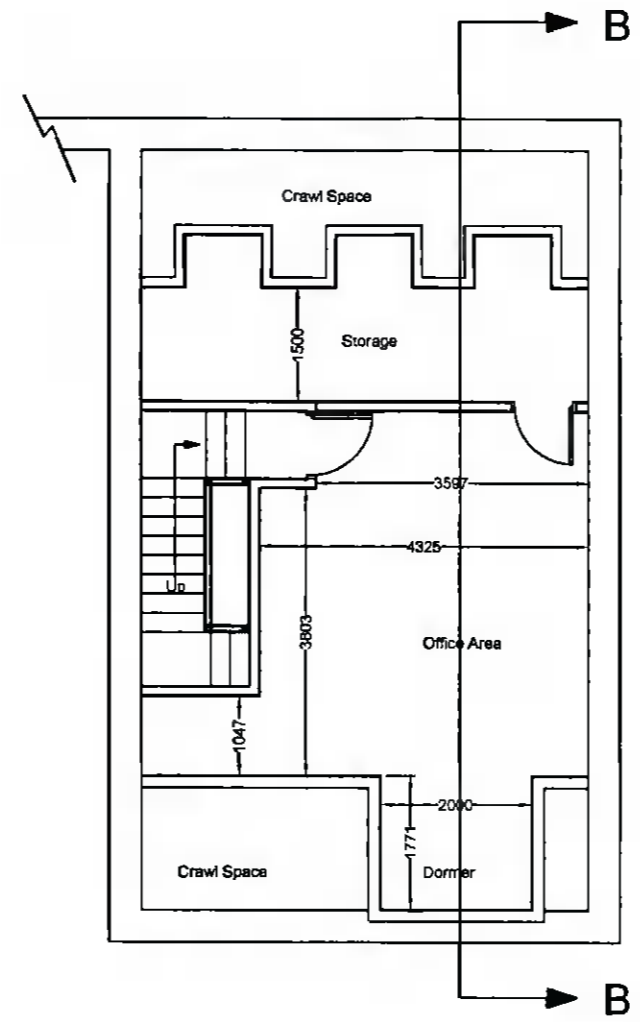 B
Crawl Space
1500
Storage
3597
4325
Up
3803
Office Area
1047
2000
1771
Crawl Space
Dormer
B